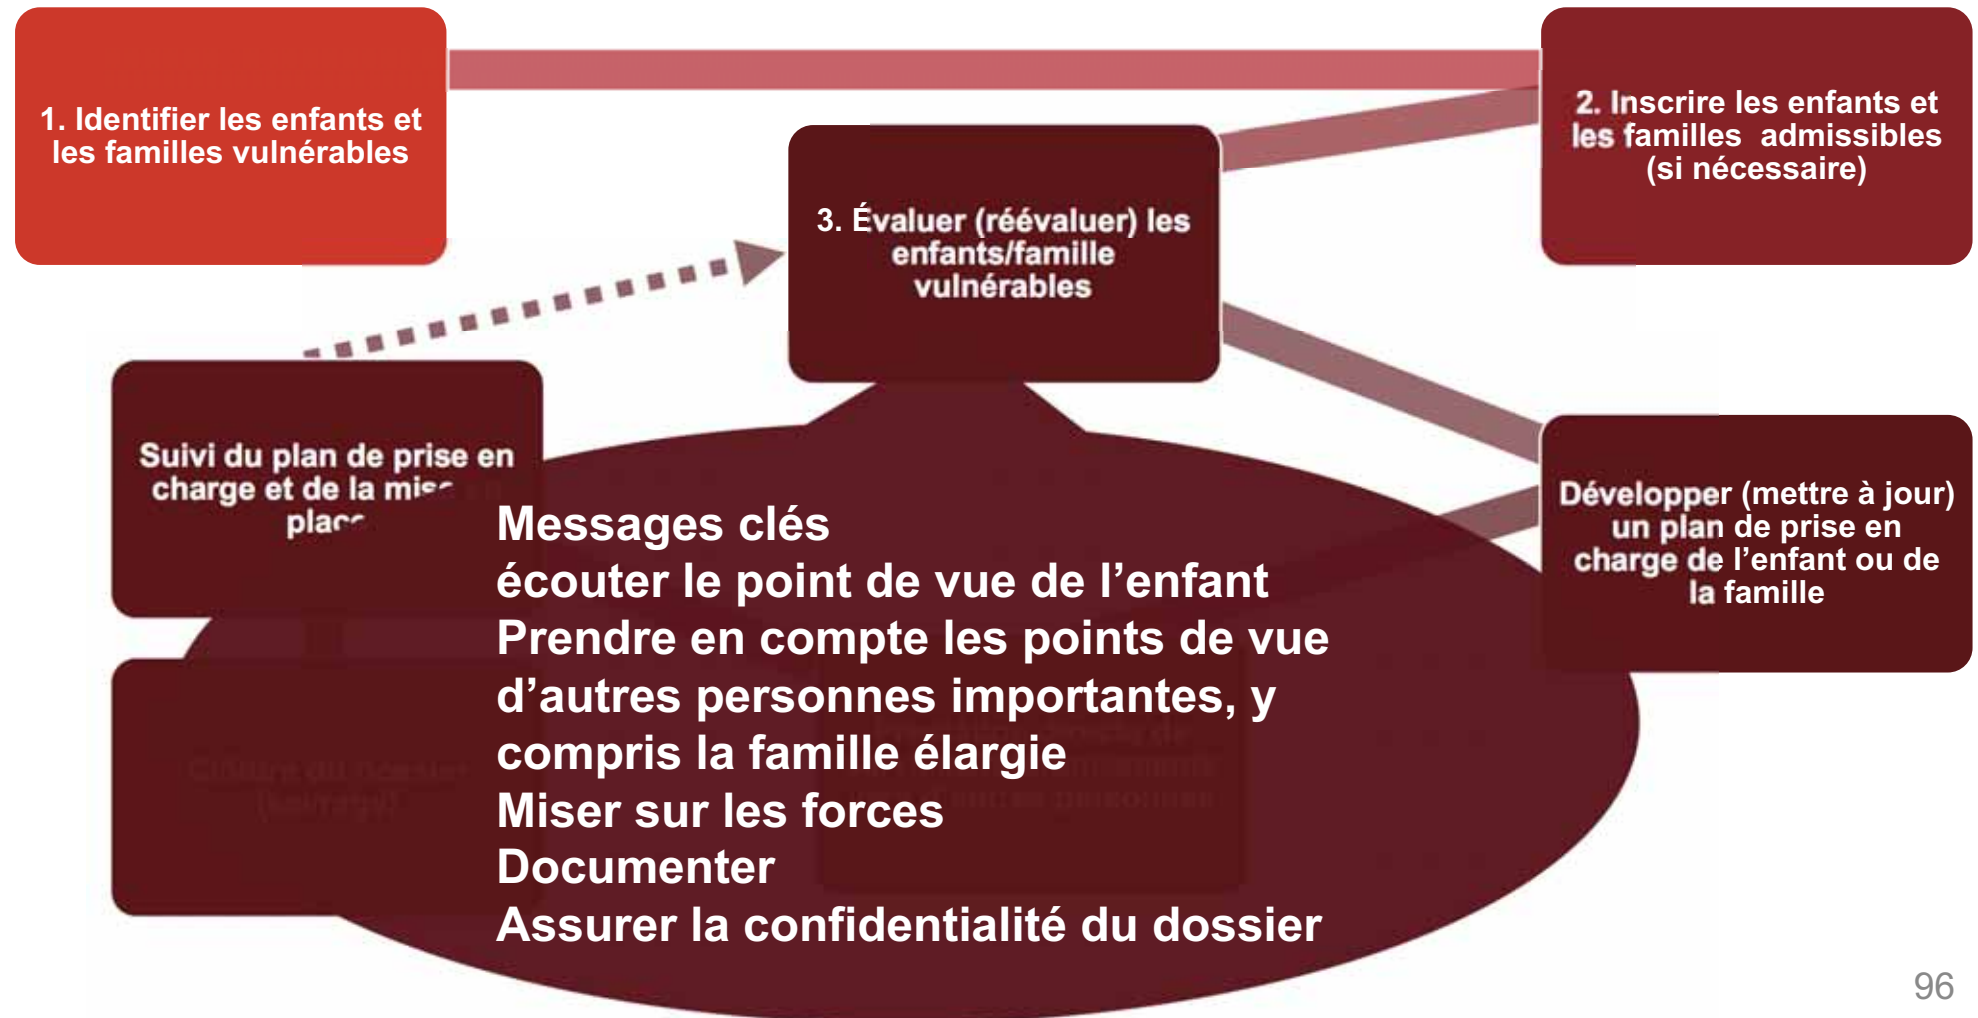 1. Identifier les enfants et
les familles vulnérables
2. Inscrire les enfants et
les familles admissibles
(si nécessaire)
3. Évaluer (réévaluer) les
enfants/famille
vulnérables
Suivi du plan de prise en
charge et de la mise
place
Développer (mettre à jour)
un plan de prise en
charge de l’enfant ou de
la famille
Messages clés
écouter le point de vue de l’enfant
Prendre en compte les points de vue
d’autres personnes importantes, y
compris la famille élargie
Miser sur les forces
Documenter
Assurer la confidentialité du dossier
96